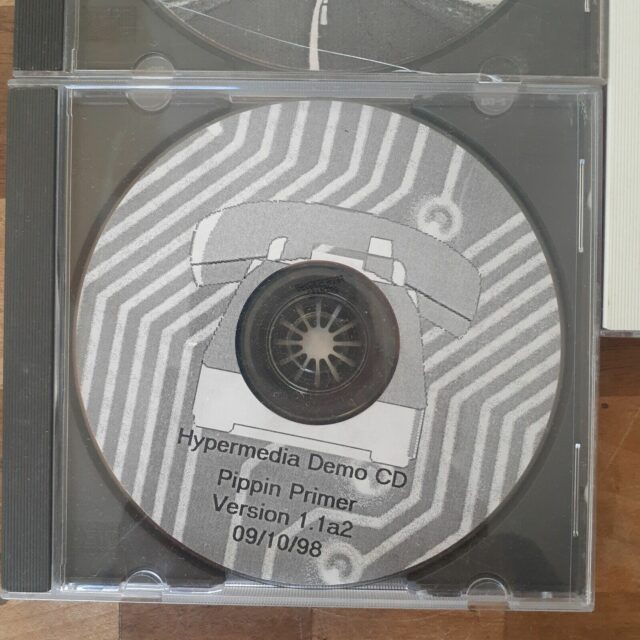 Hypermedia Demo CD
Pippin Primer
Version 1.1a2
09/10/98